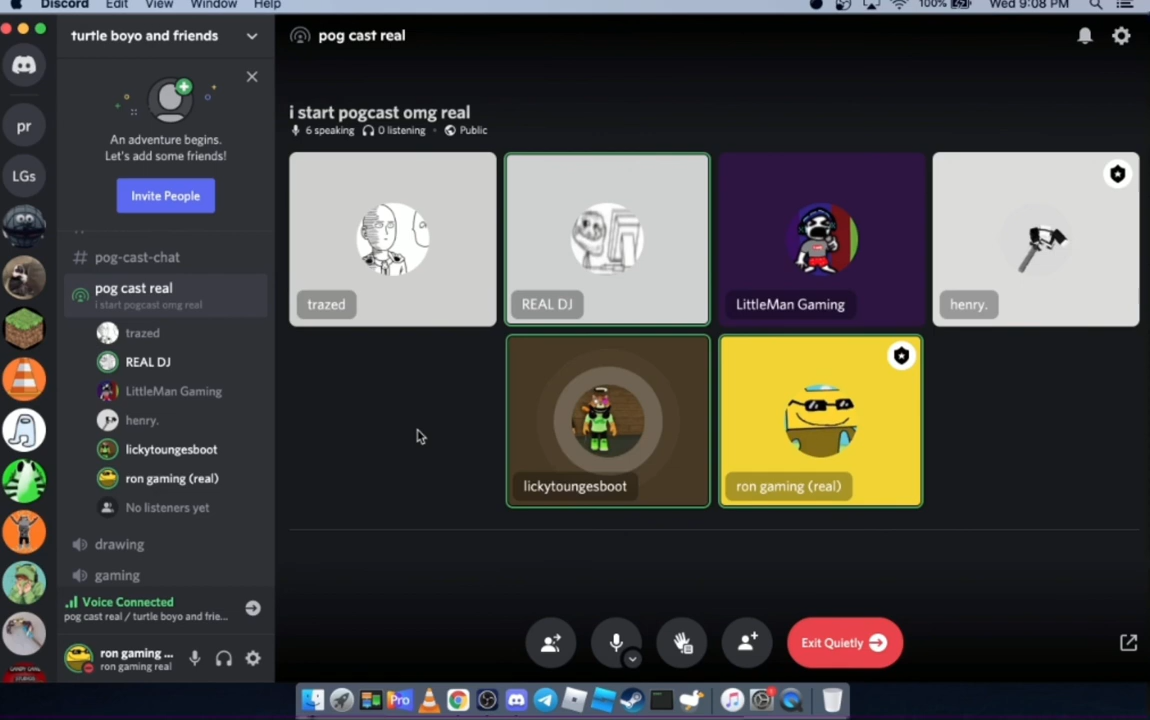 Discord Edit View Window Help 100% Wed 9:08 PM
turtle boyo and friends
pog cast real
An adventure begins.
Let's add some friends!
Invite People
pr
LGs
# pog-cast-chat
pog cast real
i start pogcast omg real
trazed
REAL DJ
LittleMan Gaming
henry.
lickytoungesboot
ron gaming (real)
No listeners yet
drawing
gaming
Voice Connected
pog cast real / turtle boyo and frie...
ron gaming ...
ron gaming real
i start pogcast omg real
6 speaking 0 listening • Public
trazed
REAL DJ
LittleMan Gaming
henry.
lickytoungesboot
ron gaming (real)
Exit Quietly
Pro